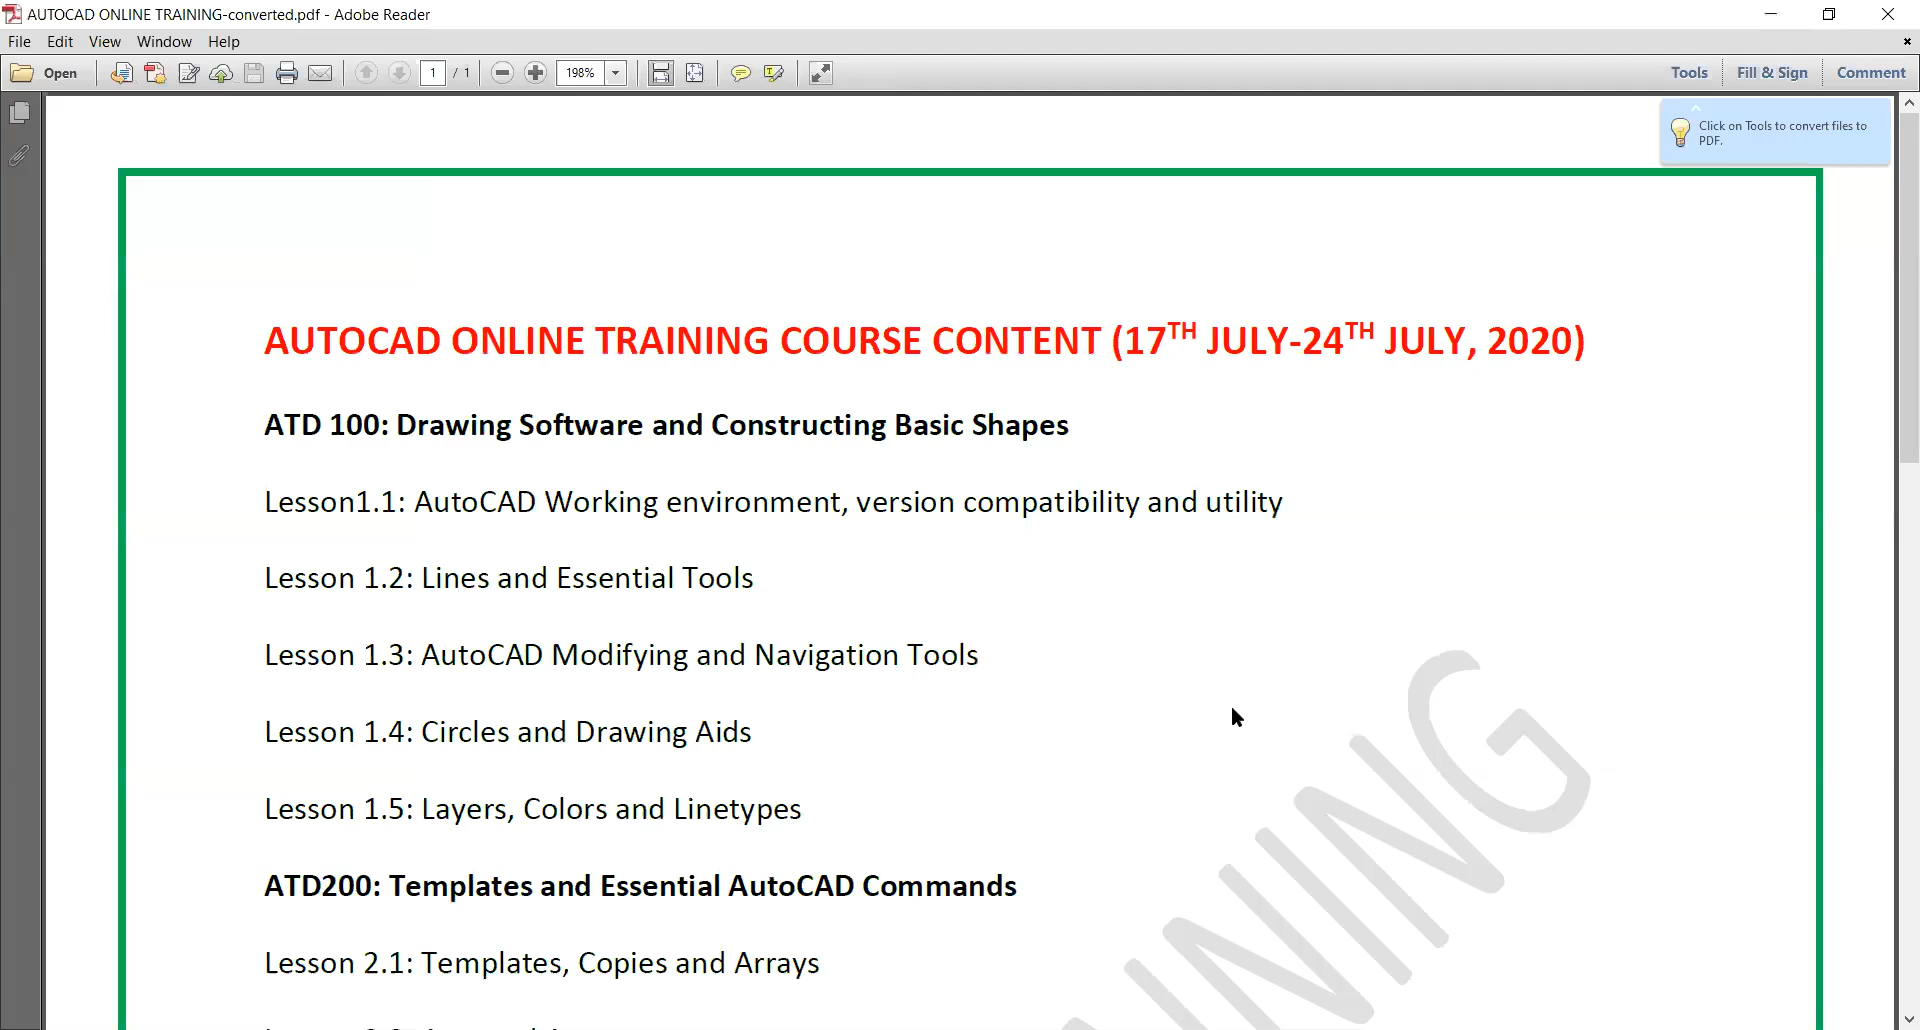 AUTOCAD ONLINE TRAINING-converted.pdf - Adobe Reader
File Edit View Window Help
Open 1 / 1 198% Tools Fill & Sign Comment
Click on Tools to convert files to
PDF.
AUTOCAD ONLINE TRAINING COURSE CONTENT (17TH JULY-24TH JULY, 2020)
ATD 100: Drawing Software and Constructing Basic Shapes
Lesson1.1: AutoCAD Working environment, version compatibility and utility
Lesson 1.2: Lines and Essential Tools
Lesson 1.3: AutoCAD Modifying and Navigation Tools
Lesson 1.4: Circles and Drawing Aids
Lesson 1.5: Layers, Colors and Linetypes
ATD200: Templates and Essential AutoCAD Commands
Lesson 2.1: Templates, Copies and Arrays
NING